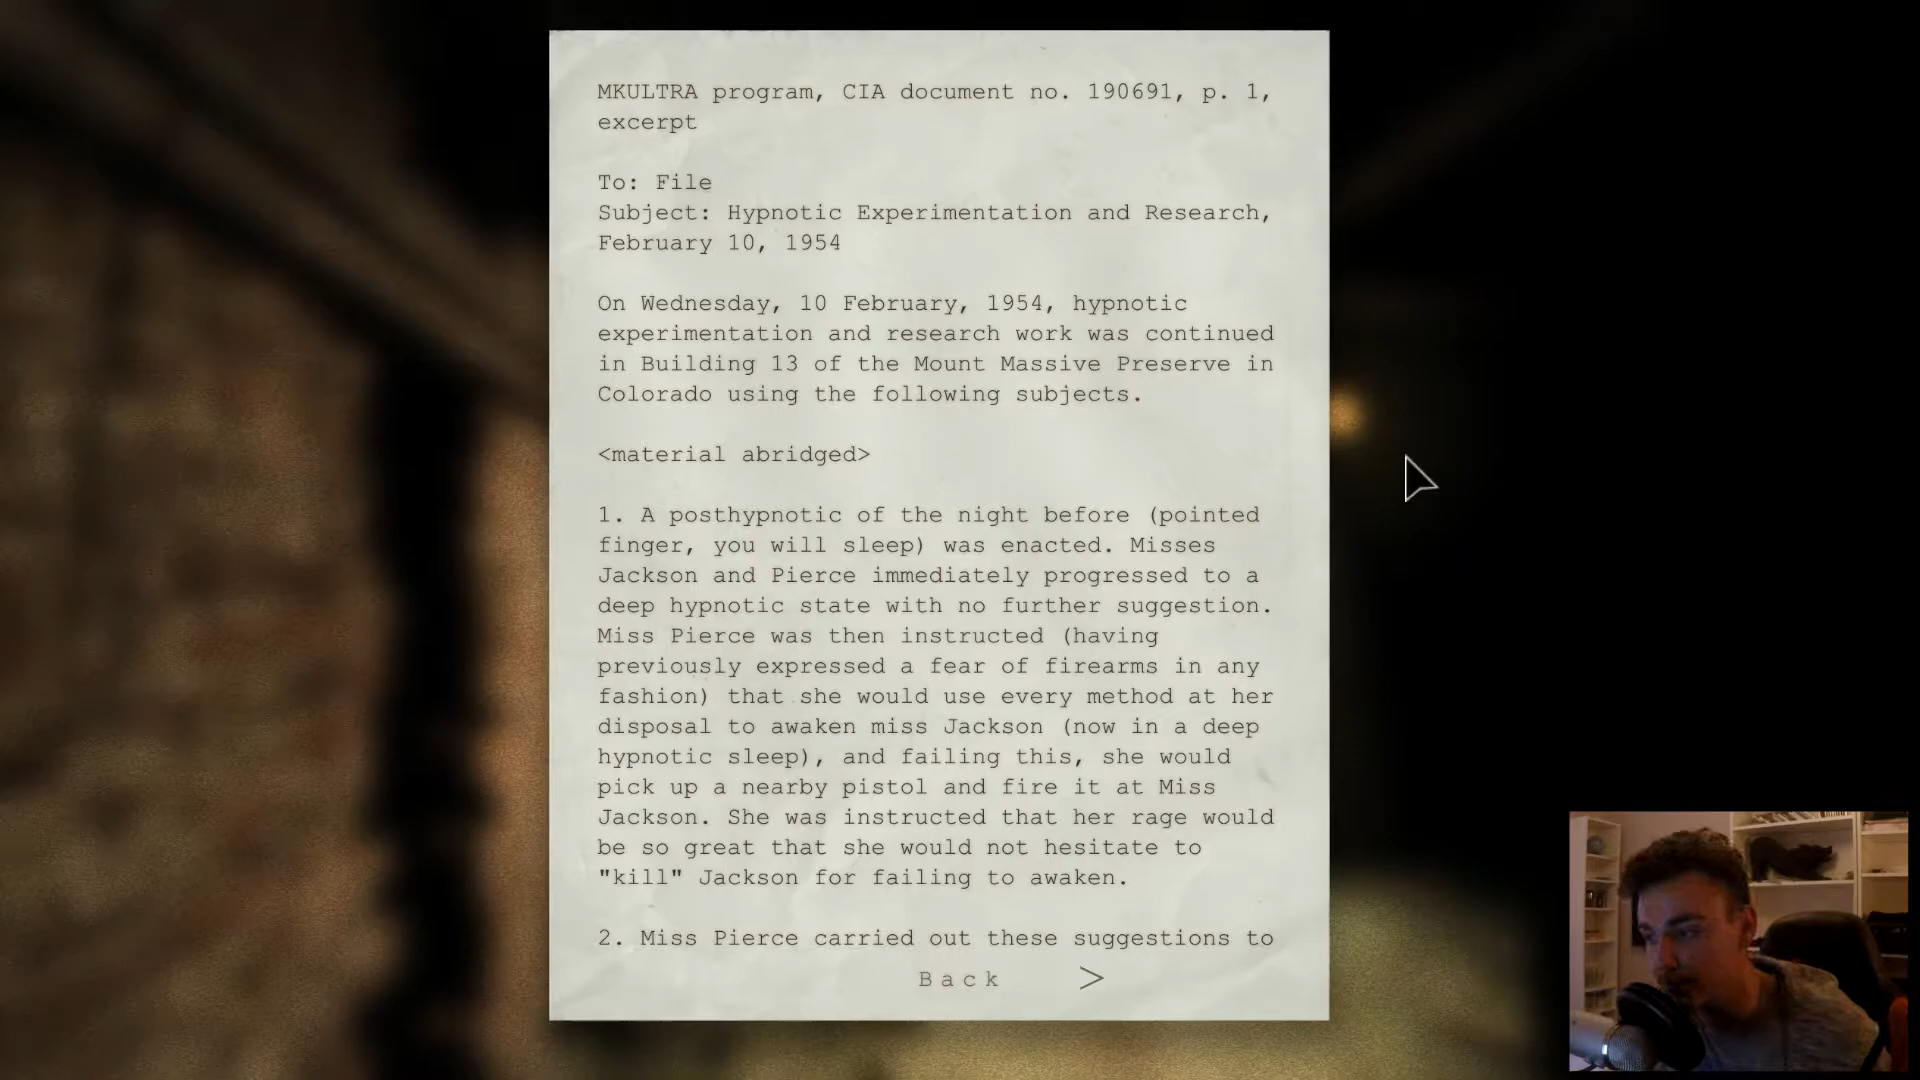 MKULTRA program, CIA document no. 190691, p. 1,
excerpt
To: File
Subject: Hypnotic Experimentation and Research,
February 10, 1954
On Wednesday, 10 February, 1954, hypnotic
experimentation and research work was continued
in Building 13 of the Mount Massive Preserve in
Colorado using the following subjects.
<material abridged>
1. A posthypnotic of the night before (pointed
finger, you will sleep) was enacted. Misses
Jackson and Pierce immediately progressed to a
deep hypnotic state with no further suggestion.
Miss Pierce was then instructed (having
previously expressed a fear of firearms in any
fashion) that she would use every method at her
disposal to awaken miss Jackson (now in a deep
hypnotic sleep), and failing this, she would
pick up a nearby pistol and fire it at Miss
Jackson. She was instructed that her rage would
be so great that she would not hesitate to
"kill" Jackson for failing to awaken.
2. Miss Pierce carried out these suggestions to
Back >